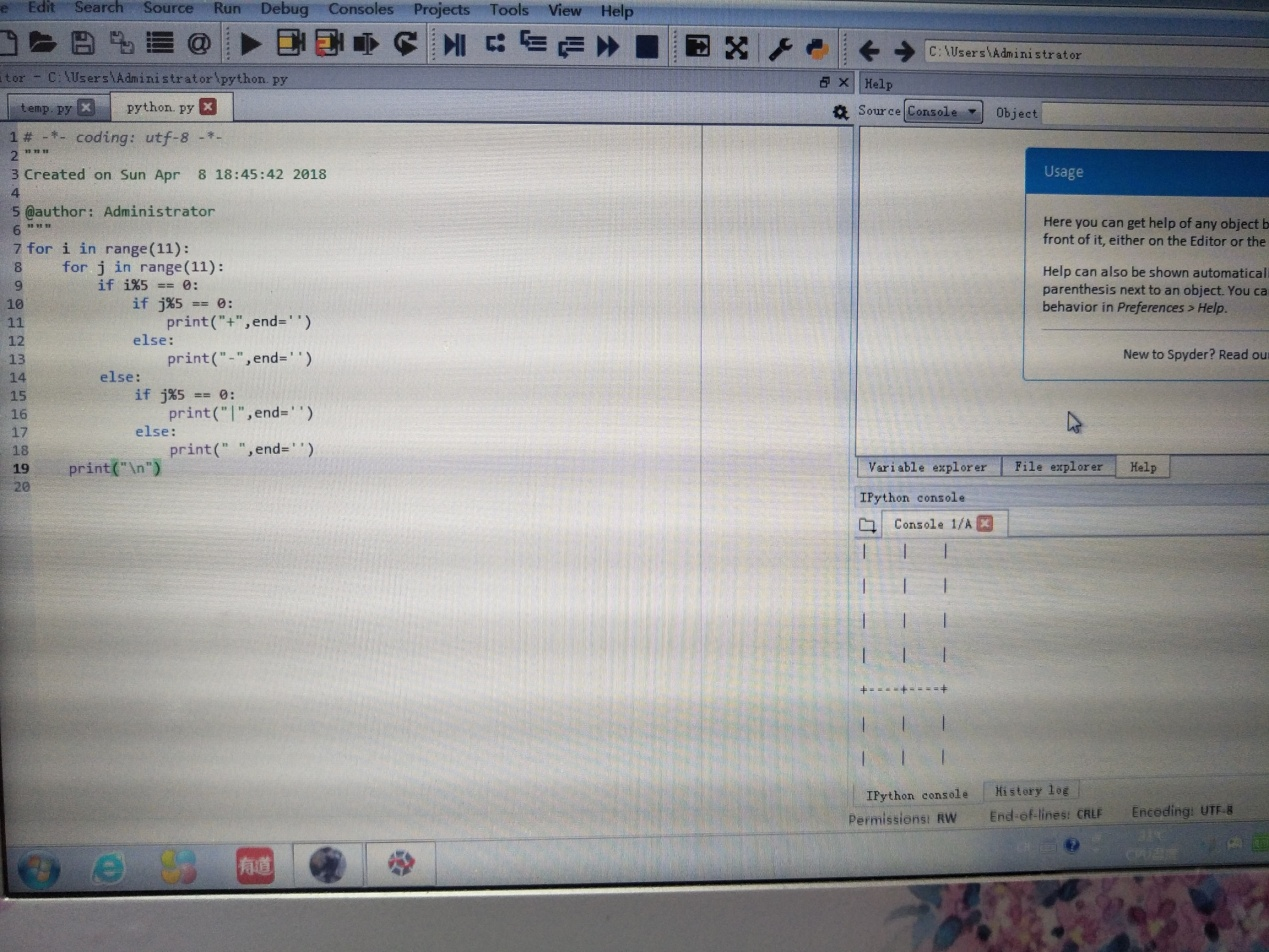 e Edit Search Source Run Debug Consoles Projects Tools View Help
C:\Users\Administrator
itor - C:\Users\Administrator\python.py
Help
temp.py
python.py
Source Console Object
1 # -*- coding: utf-8 -*-
2 """
3 Created on Sun Apr  8 18:45:42 2018
4
5 @author: Administrator
6 """
7 for i in range(11):
8     for j in range(11):
9         if i%5 == 0:
10             if j%5 == 0:
11                 print("+",end='')
12             else:
13                 print("-",end='')
14         else:
15             if j%5 == 0:
16                 print("|",end='')
17             else:
18                 print(" ",end='')
19     print("\n")
20
Usage
Here you can get help of any object b
front of it, either on the Editor or the
Help can also be shown automatical
parenthesis next to an object. You ca
behavior in Preferences > Help.
New to Spyder? Read ou
Variable explorer File explorer Help
IPython console
Console 1/A
|    |    |
|    |    |
|    |    |
|    |    |
+----+----+
|    |    |
|    |    |
IPython console History log
Permissions: RW End-of-lines: CRLF Encoding: UTF-8
有道